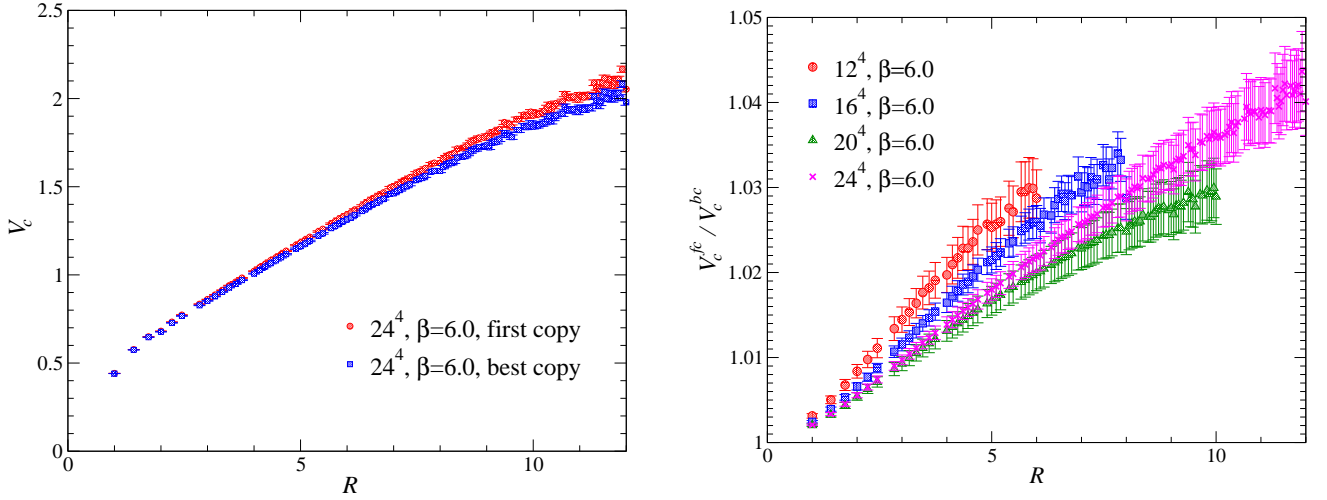 2.5
2
1.5
1
0.5
0
V_c
0 5 10
R
24^4, β=6.0, first copy
24^4, β=6.0, best copy
1.05
1.04
1.03
1.02
1.01
1
V_c^{fc} / V_c^{bc}
0 5 10
R
12^4, β=6.0
16^4, β=6.0
20^4, β=6.0
24^4, β=6.0